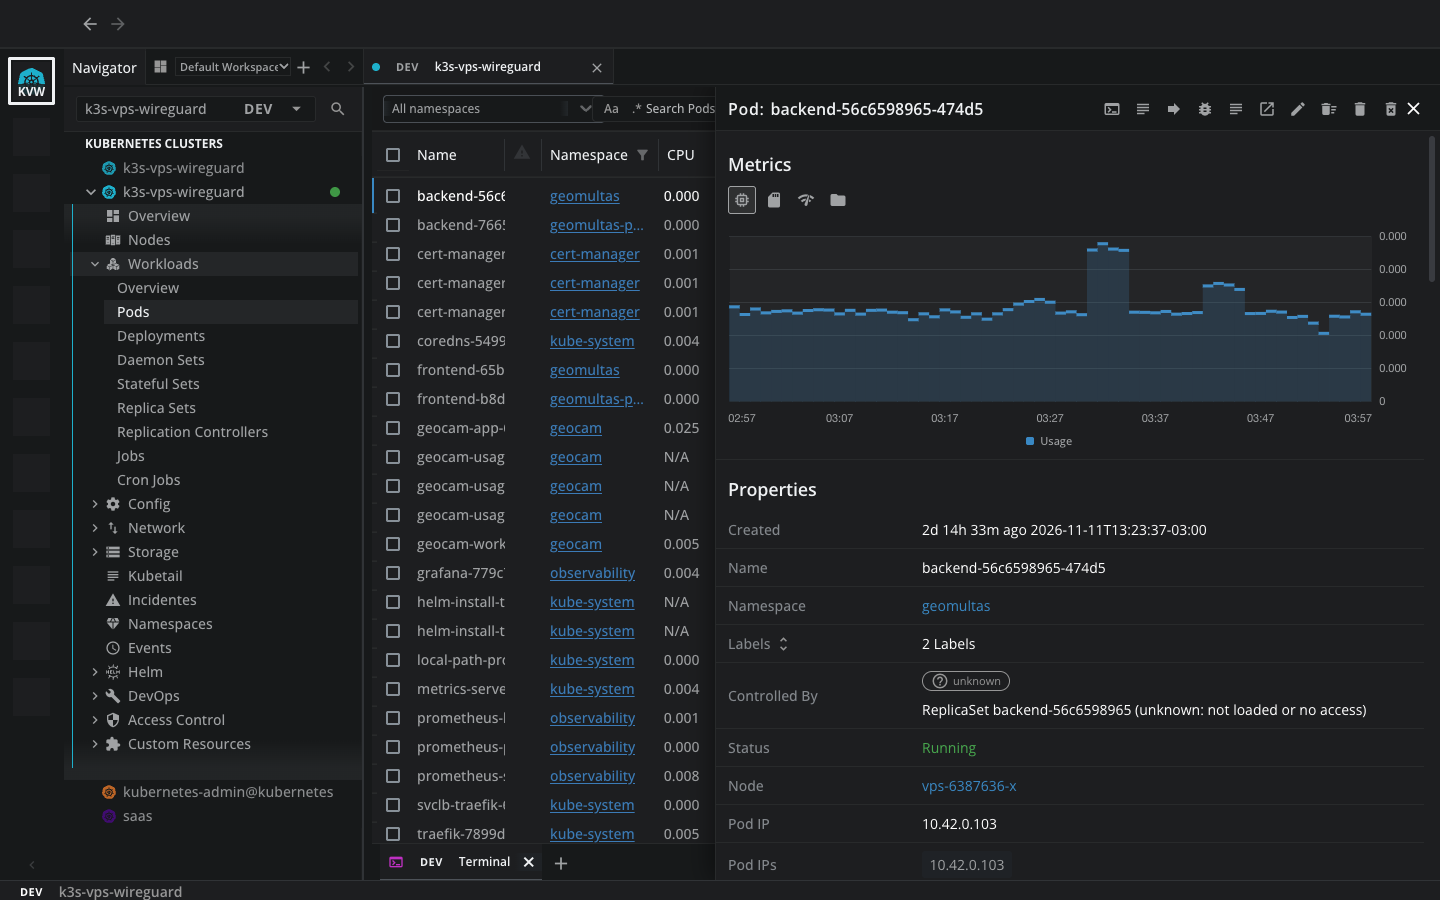 Navigator
Default Workspace
DEV k3s-vps-wireguard
KVW
k3s-vps-wireguard DEV
KUBERNETES CLUSTERS
k3s-vps-wireguard
k3s-vps-wireguard
Overview
Nodes
Workloads
Overview
Pods
Deployments
Daemon Sets
Stateful Sets
Replica Sets
Replication Controllers
Jobs
Cron Jobs
Config
Network
Storage
Kubetail
Incidentes
Namespaces
Events
Helm
DevOps
Access Control
Custom Resources
kubernetes-admin@kubernetes
saas
All namespaces Aa .* Search Pods
Name Namespace CPU
backend-56c6 geomultas 0.000
backend-7665 geomultas-p... 0.000
cert-manager cert-manager 0.001
cert-manager cert-manager 0.001
cert-manager cert-manager 0.001
coredns-5499 kube-system 0.004
frontend-65b geomultas 0.000
frontend-b8d geomultas-p... 0.000
geocam-app- geocam 0.025
geocam-usag geocam N/A
geocam-usag geocam N/A
geocam-usag geocam N/A
geocam-work geocam 0.005
grafana-779c observability 0.004
helm-install-t kube-system N/A
helm-install-t kube-system N/A
local-path-pro kube-system 0.000
metrics-serve kube-system 0.004
prometheus- observability 0.001
prometheus- observability 0.000
prometheus- observability 0.008
svclb-traefik- kube-system 0.000
traefik-7899d kube-system 0.005
DEV Terminal
Pod: backend-56c6598965-474d5
Metrics
0.000
0.000
0.000
0.000
0.000
0
02:57 03:07 03:17 03:27 03:37 03:47 03:57
Usage
Properties
Created 2d 14h 33m ago 2026-11-11T13:23:37-03:00
Name backend-56c6598965-474d5
Namespace geomultas
Labels 2 Labels
Controlled By unknown
ReplicaSet backend-56c6598965 (unknown: not loaded or no access)
Status Running
Node vps-6387636-x
Pod IP 10.42.0.103
Pod IPs 10.42.0.103
DEV k3s-vps-wireguard